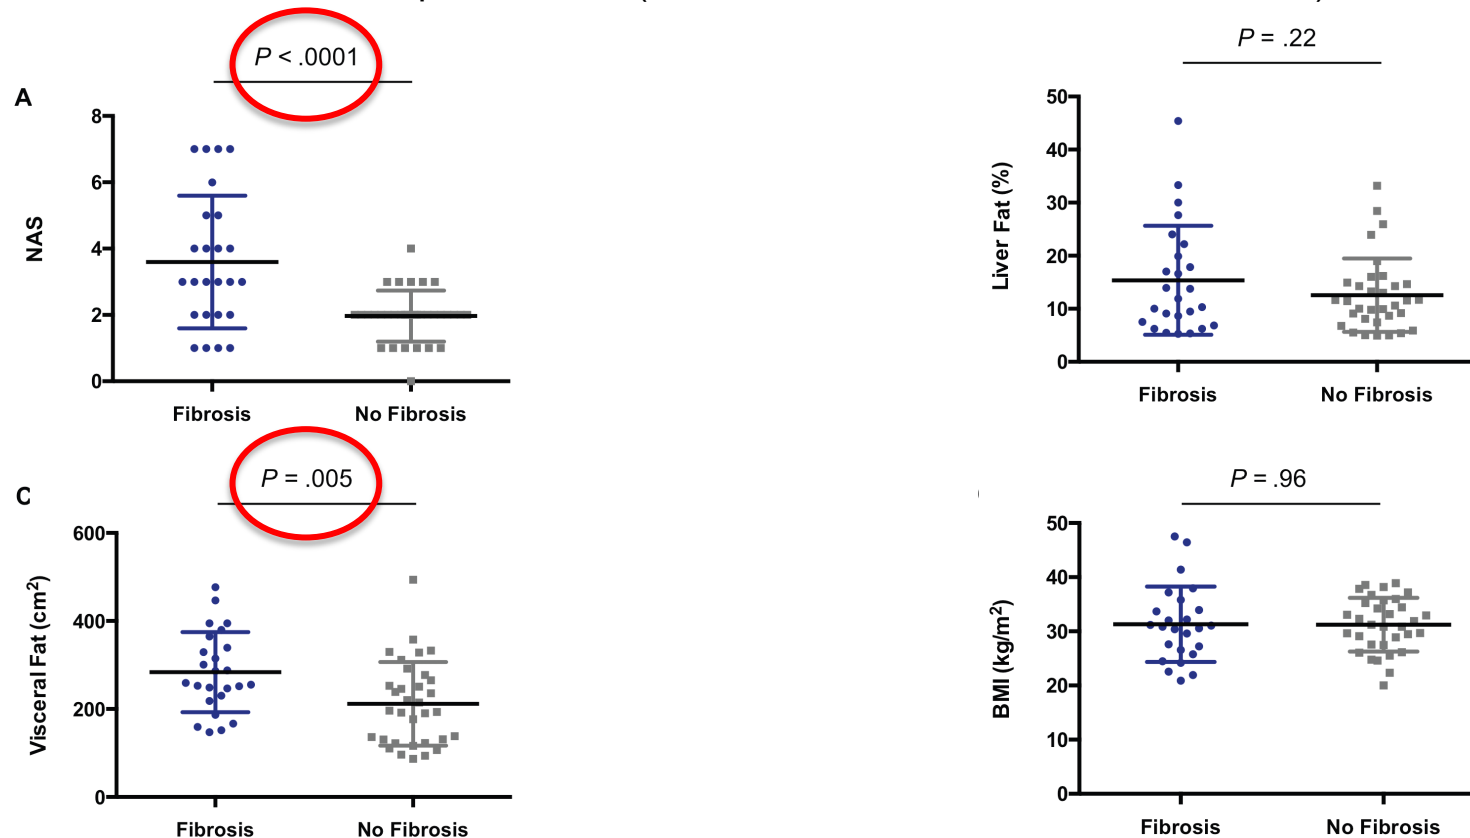 A
P < .0001
NAS
8
6
4
2
0
Fibrosis
No Fibrosis
P = .22
Liver Fat (%)
50
40
30
20
10
0
Fibrosis
No Fibrosis
C
P = .005
Visceral Fat (cm²)
600
400
200
0
Fibrosis
No Fibrosis
P = .96
BMI (kg/m²)
50
40
30
20
10
0
Fibrosis
No Fibrosis